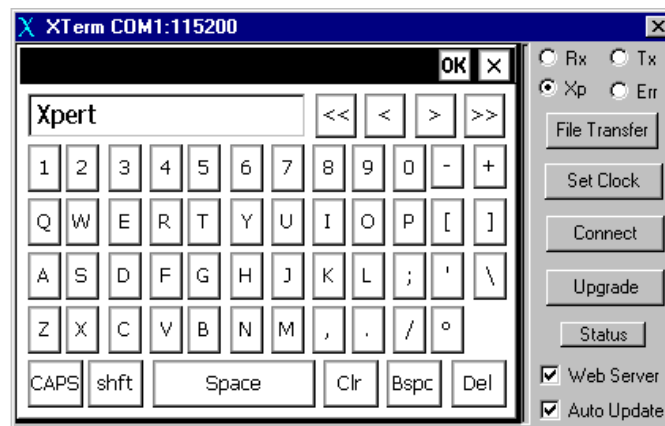 XTerm COM1:115200
OK ×
Rx Tx
Xpert << < > >>
Xp Err
File Transfer
1 2 3 4 5 6 7 8 9 0 - +
Set Clock
Q W E R T Y U I O P [ ]
Connect
A S D F G H J K L ; ' \
Upgrade
Z X C V B N M , . / °
Status
CAPS shft Space Clr Bspc Del
Web Server
Auto Update